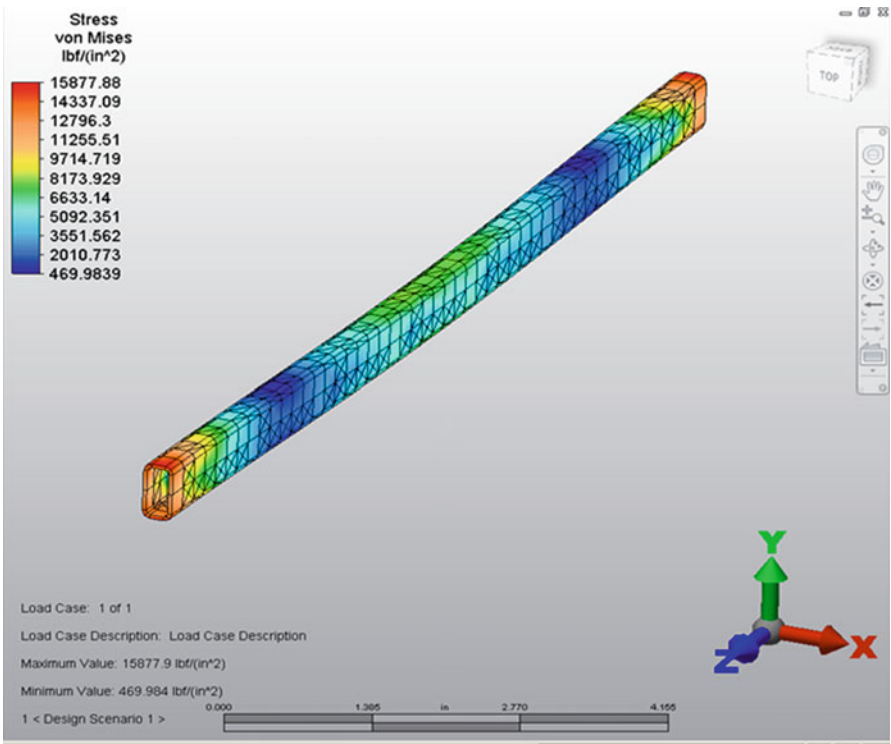 Stress
von Mises
lbf/(in^2)
15877.88
14337.09
12796.3
11255.51
9714.719
8173.929
6633.14
5092.351
3551.562
2010.773
469.9839
TOP
Y
X
Z
Load Case: 1 of 1
Load Case Description: Load Case Description
Maximum Value: 15877.9 lbf/(in^2)
Minimum Value: 469.984 lbf/(in^2)
1 < Design Scenario 1 >
0.000 1.385 in 2.770 4.155